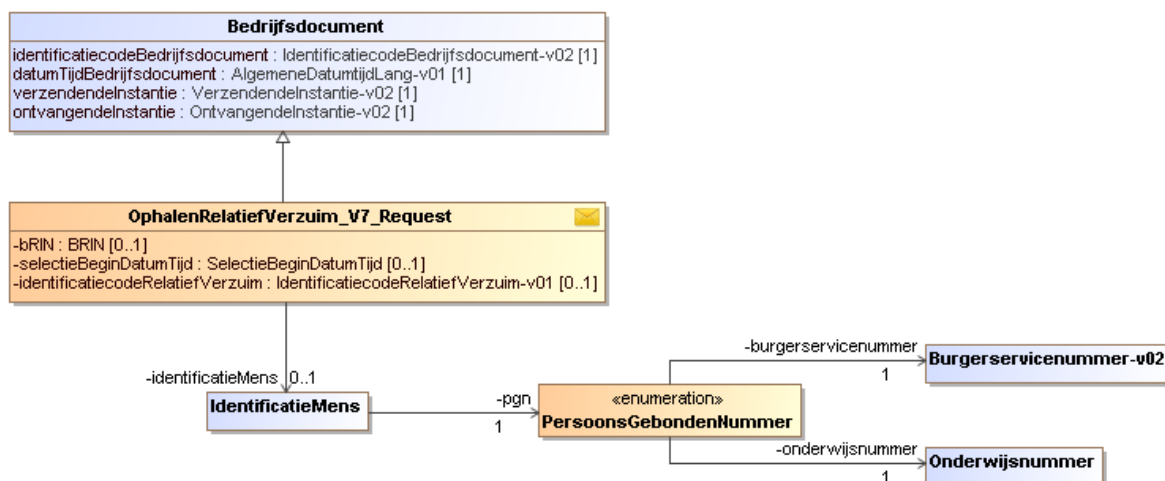 Bedrijfsdocument
identificatiecodeBedrijfsdocument : IdentificatiecodeBedrijfsdocument-v02 [1]
datumTijdBedrijfsdocument : AlgemeneDatumtijdLang-v01 [1]
verzendendeInstantie : VerzendendeInstantie-v02 [1]
ontvangendeInstantie : OntvangendeInstantie-v02 [1]
OphalenRelatiefVerzuim_V7_Request
-bRIN : BRIN [0..1]
-selectieBeginDatumTijd : SelectieBeginDatumTijd [0..1]
-identificatiecodeRelatiefVerzuim : IdentificatiecodeRelatiefVerzuim-v01 [0..1]
-identificatieMens 0..1
IdentificatieMens
-pgn
1
«enumeration»
PersoonsGebondenNummer
-burgerservicenummer
1
Burgerservicenummer-v02
-onderwijsnummer
1
Onderwijsnummer